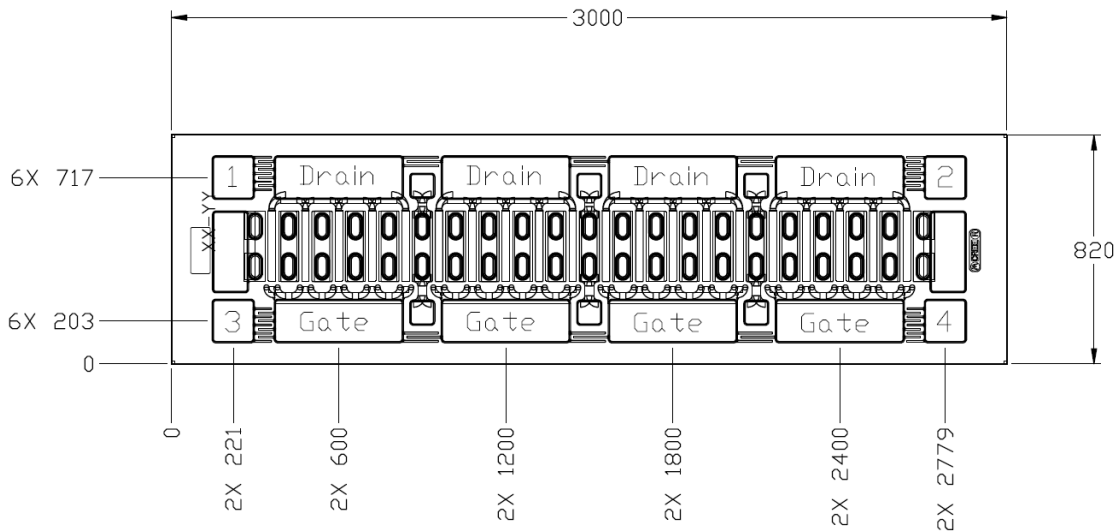 3000
1 Drain Drain Drain Drain 2
6X 717
XX-YY
CREE
820
6X 203
3 Gate Gate Gate Gate 4
0
0
2X 221
2X 600
2X 1200
2X 1800
2X 2400
2X 2779